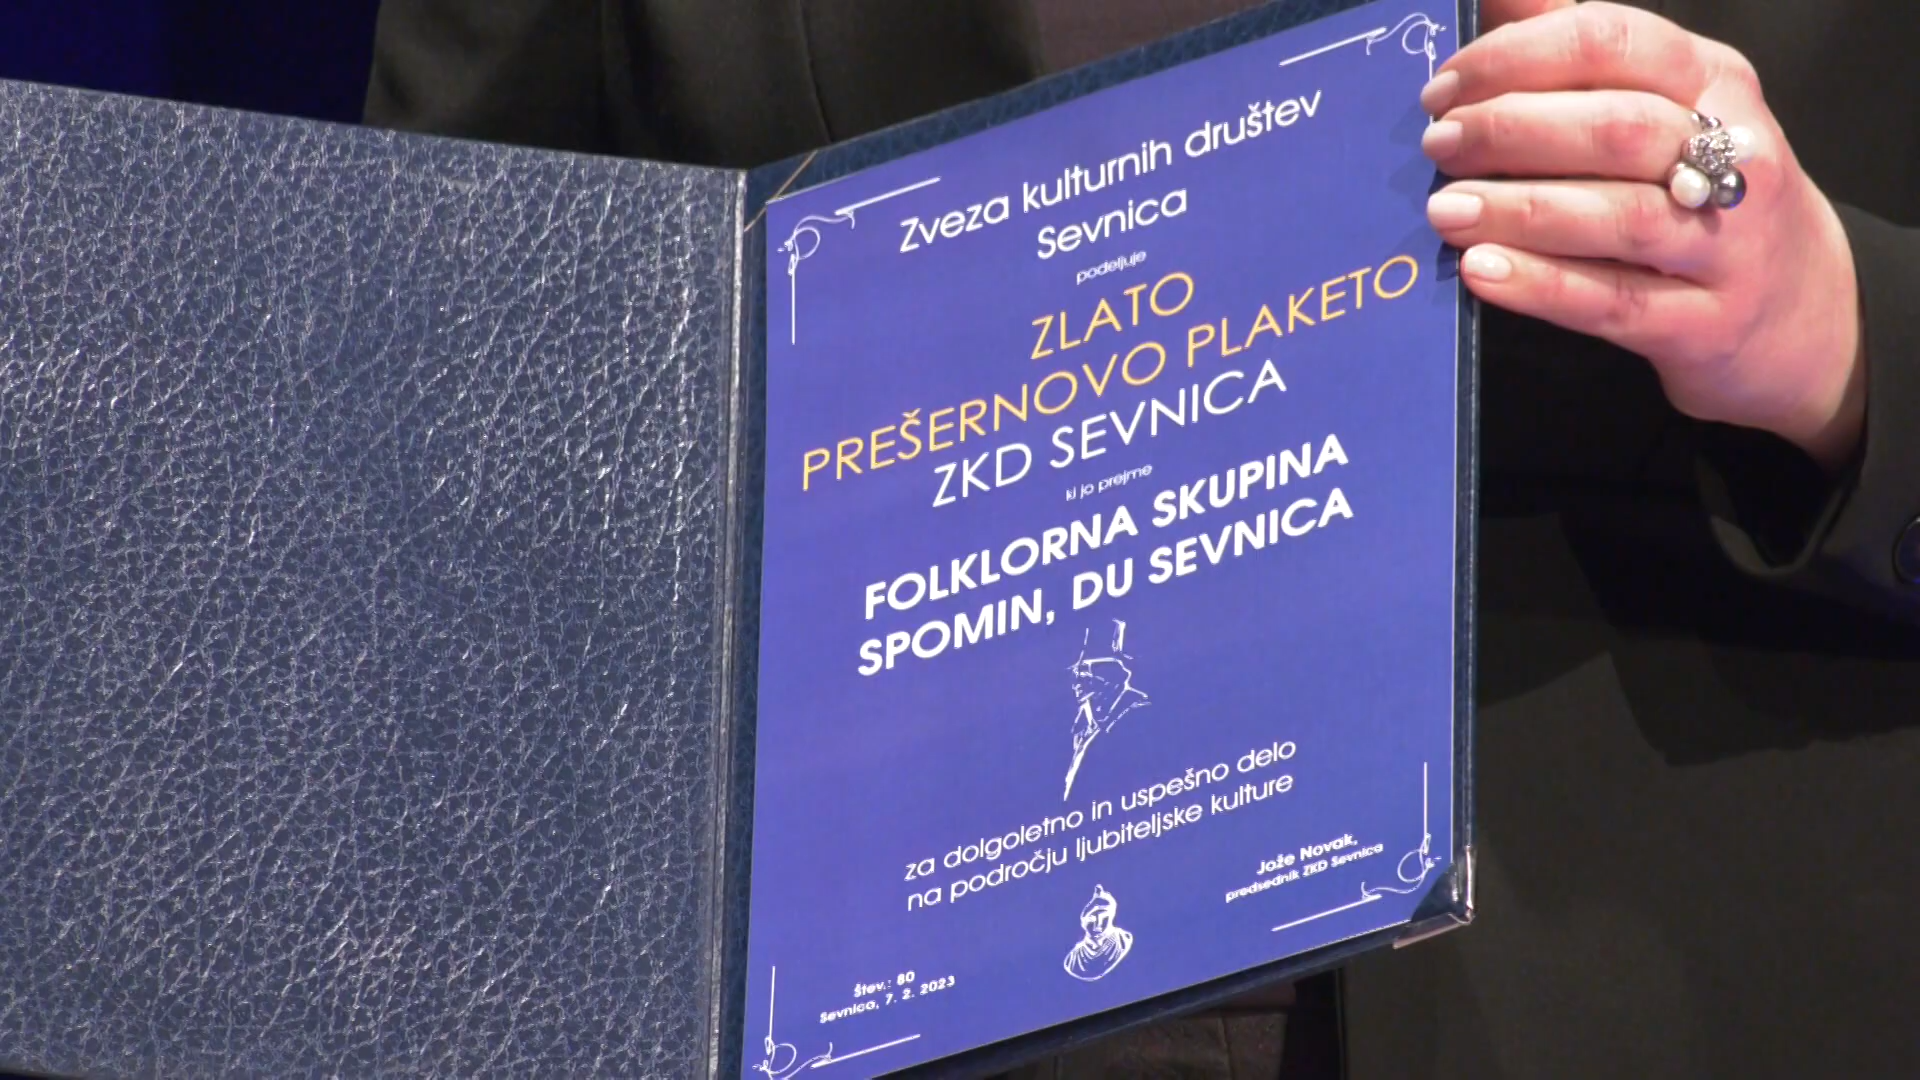 Zveza kulturnih društev
Sevnica
podeljuje
ZLATO
PREŠERNOVO PLAKETO
ZKD SEVNICA
ki jo prejme
FOLKLORNA SKUPINA
SPOMIN, DU SEVNICA
za dolgoletno in uspešno delo
na področju ljubiteljske kulture
Jože Novak,
predsednik ZKD Sevnica
Štev.: 80
Sevnica, 7. 2. 2023